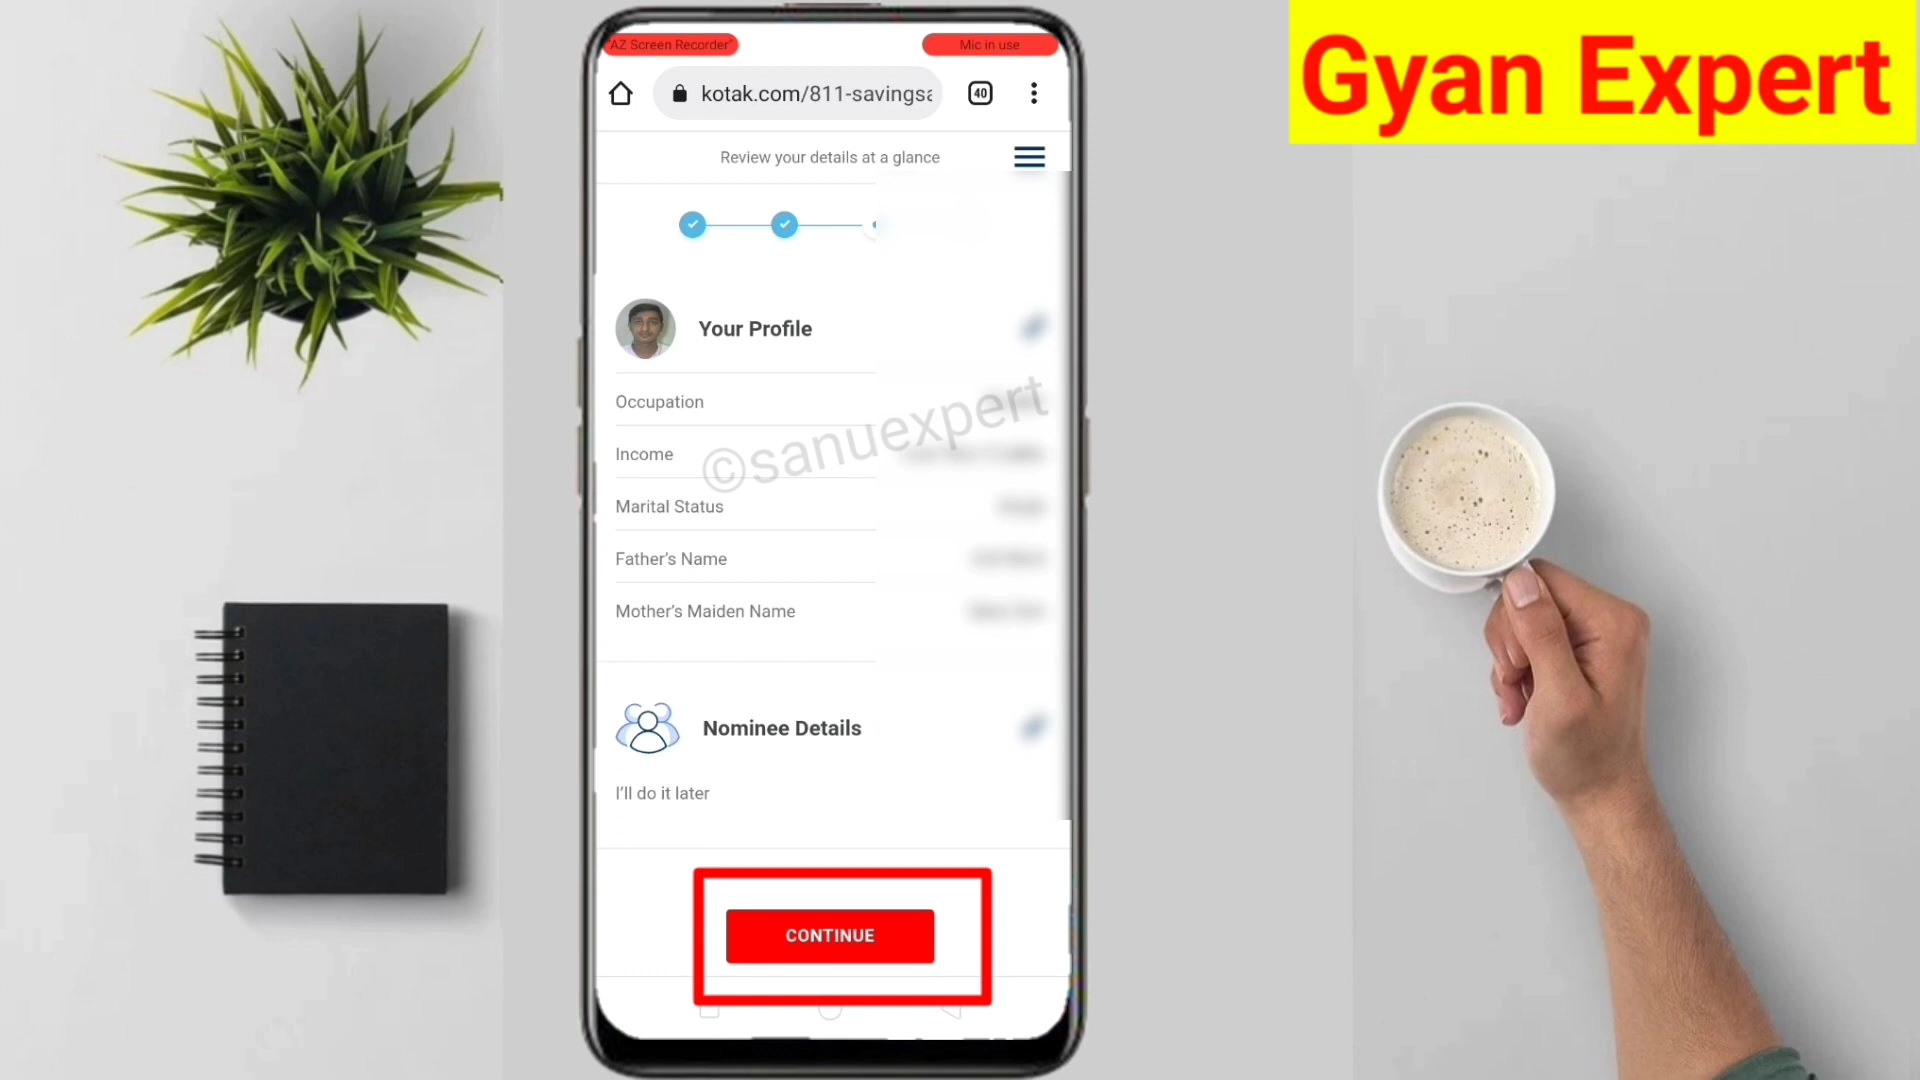 Gyan Expert
"AZ Screen Recorder"
Mic in use
kotak.com/811-savingsa
40
Review your details at a glance
Your Profile
Occupation
Income
©sanuexpert
Marital Status
Father's Name
Mother's Maiden Name
Nominee Details
I'll do it later
CONTINUE